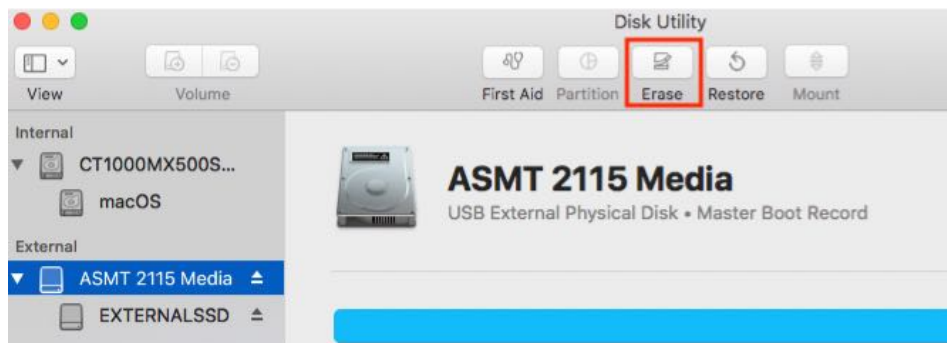 Disk Utility
View Volume First Aid Partition Erase Restore Mount
Internal
CT1000MX500S...
macOS
External
ASMT 2115 Media
EXTERNALSSD
ASMT 2115 Media
USB External Physical Disk • Master Boot Record